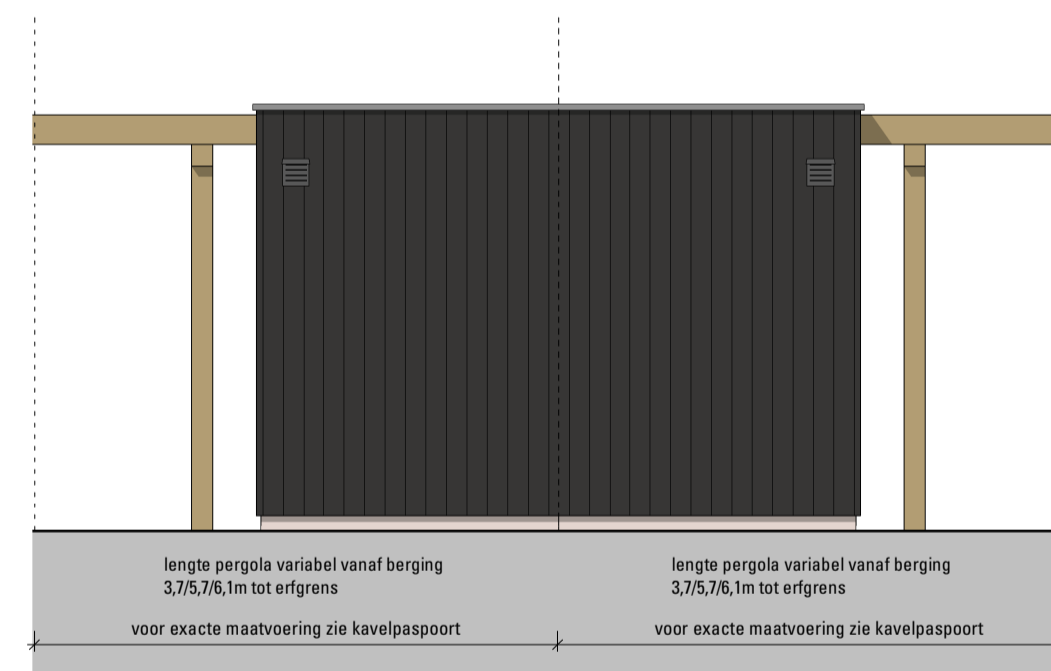 lengte pergola variabel vanaf berging
3,7/5,7/6,1m tot erfgrens
voor exacte maatvoering zie kavelpaspoort
lengte pergola variabel vanaf berging
3,7/5,7/6,1m tot erfgrens
voor exacte maatvoering zie kavelpaspoort